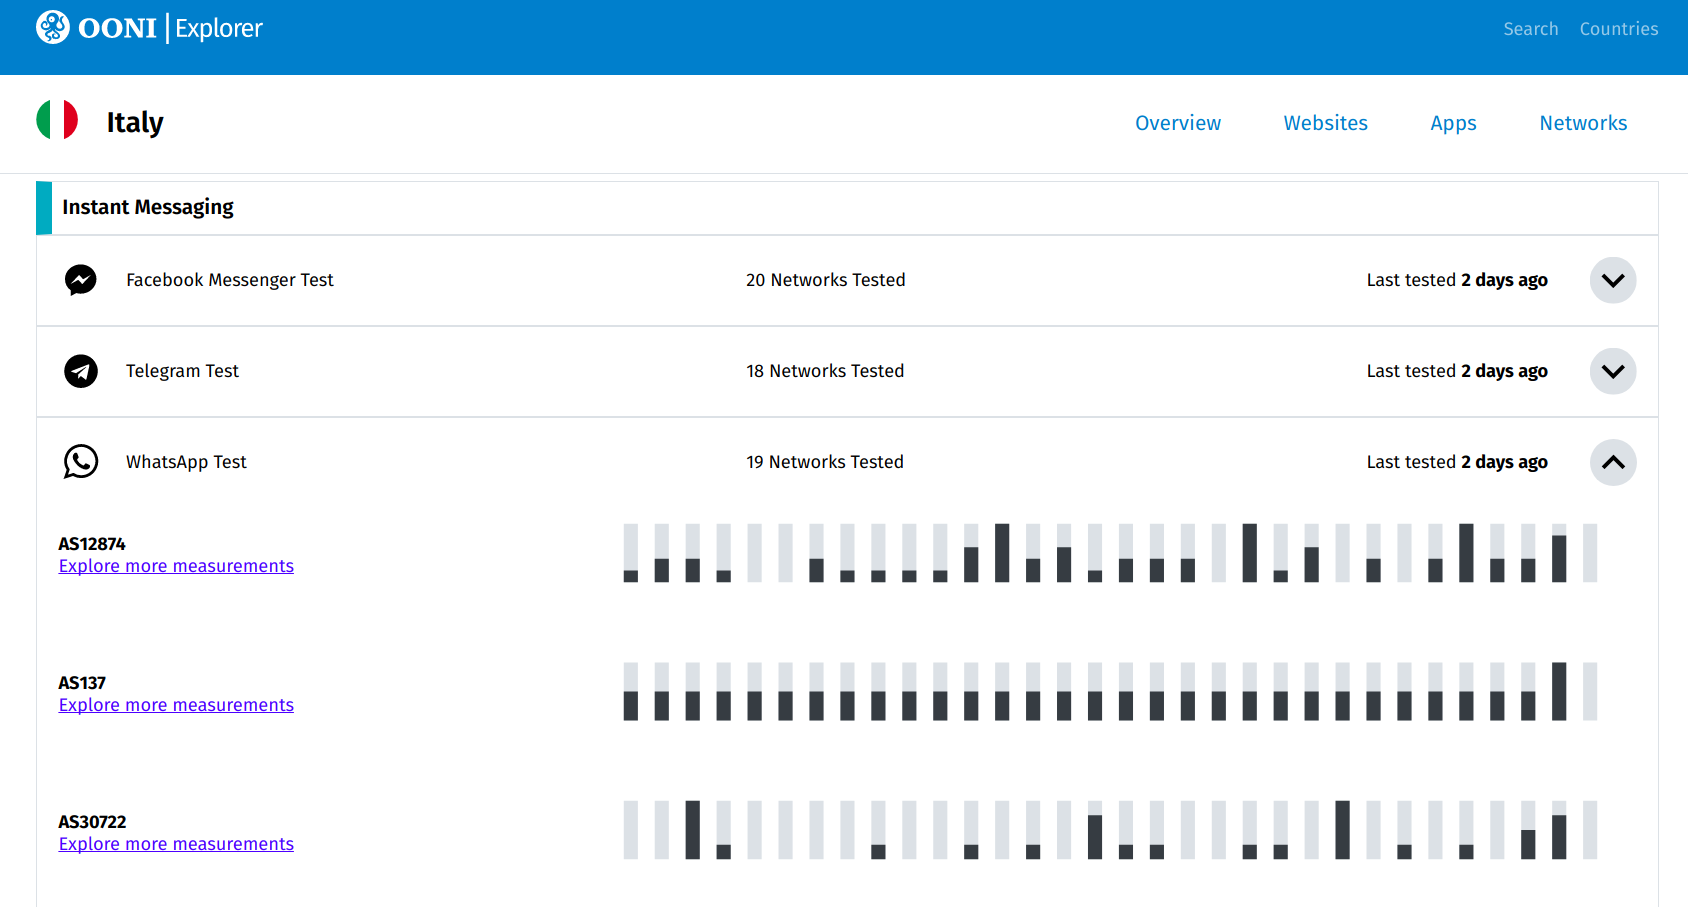 OONI | Explorer
Search Countries
Italy
Overview Websites Apps Networks
Instant Messaging
Facebook Messenger Test 20 Networks Tested Last tested 2 days ago
Telegram Test 18 Networks Tested Last tested 2 days ago
WhatsApp Test 19 Networks Tested Last tested 2 days ago
AS12874
Explore more measurements
AS137
Explore more measurements
AS30722
Explore more measurements